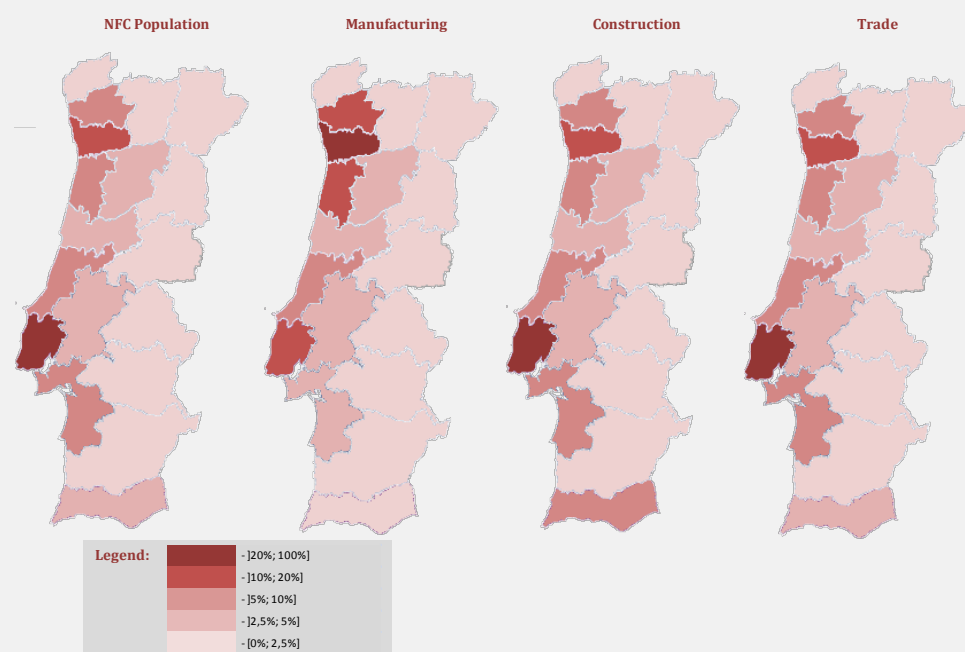 NFC Population Manufacturing Construction Trade
Legend:
- ]20%; 100%]
- ]10%; 20%]
- ]5%; 10%]
- ]2,5%; 5%]
- [0%; 2,5%]